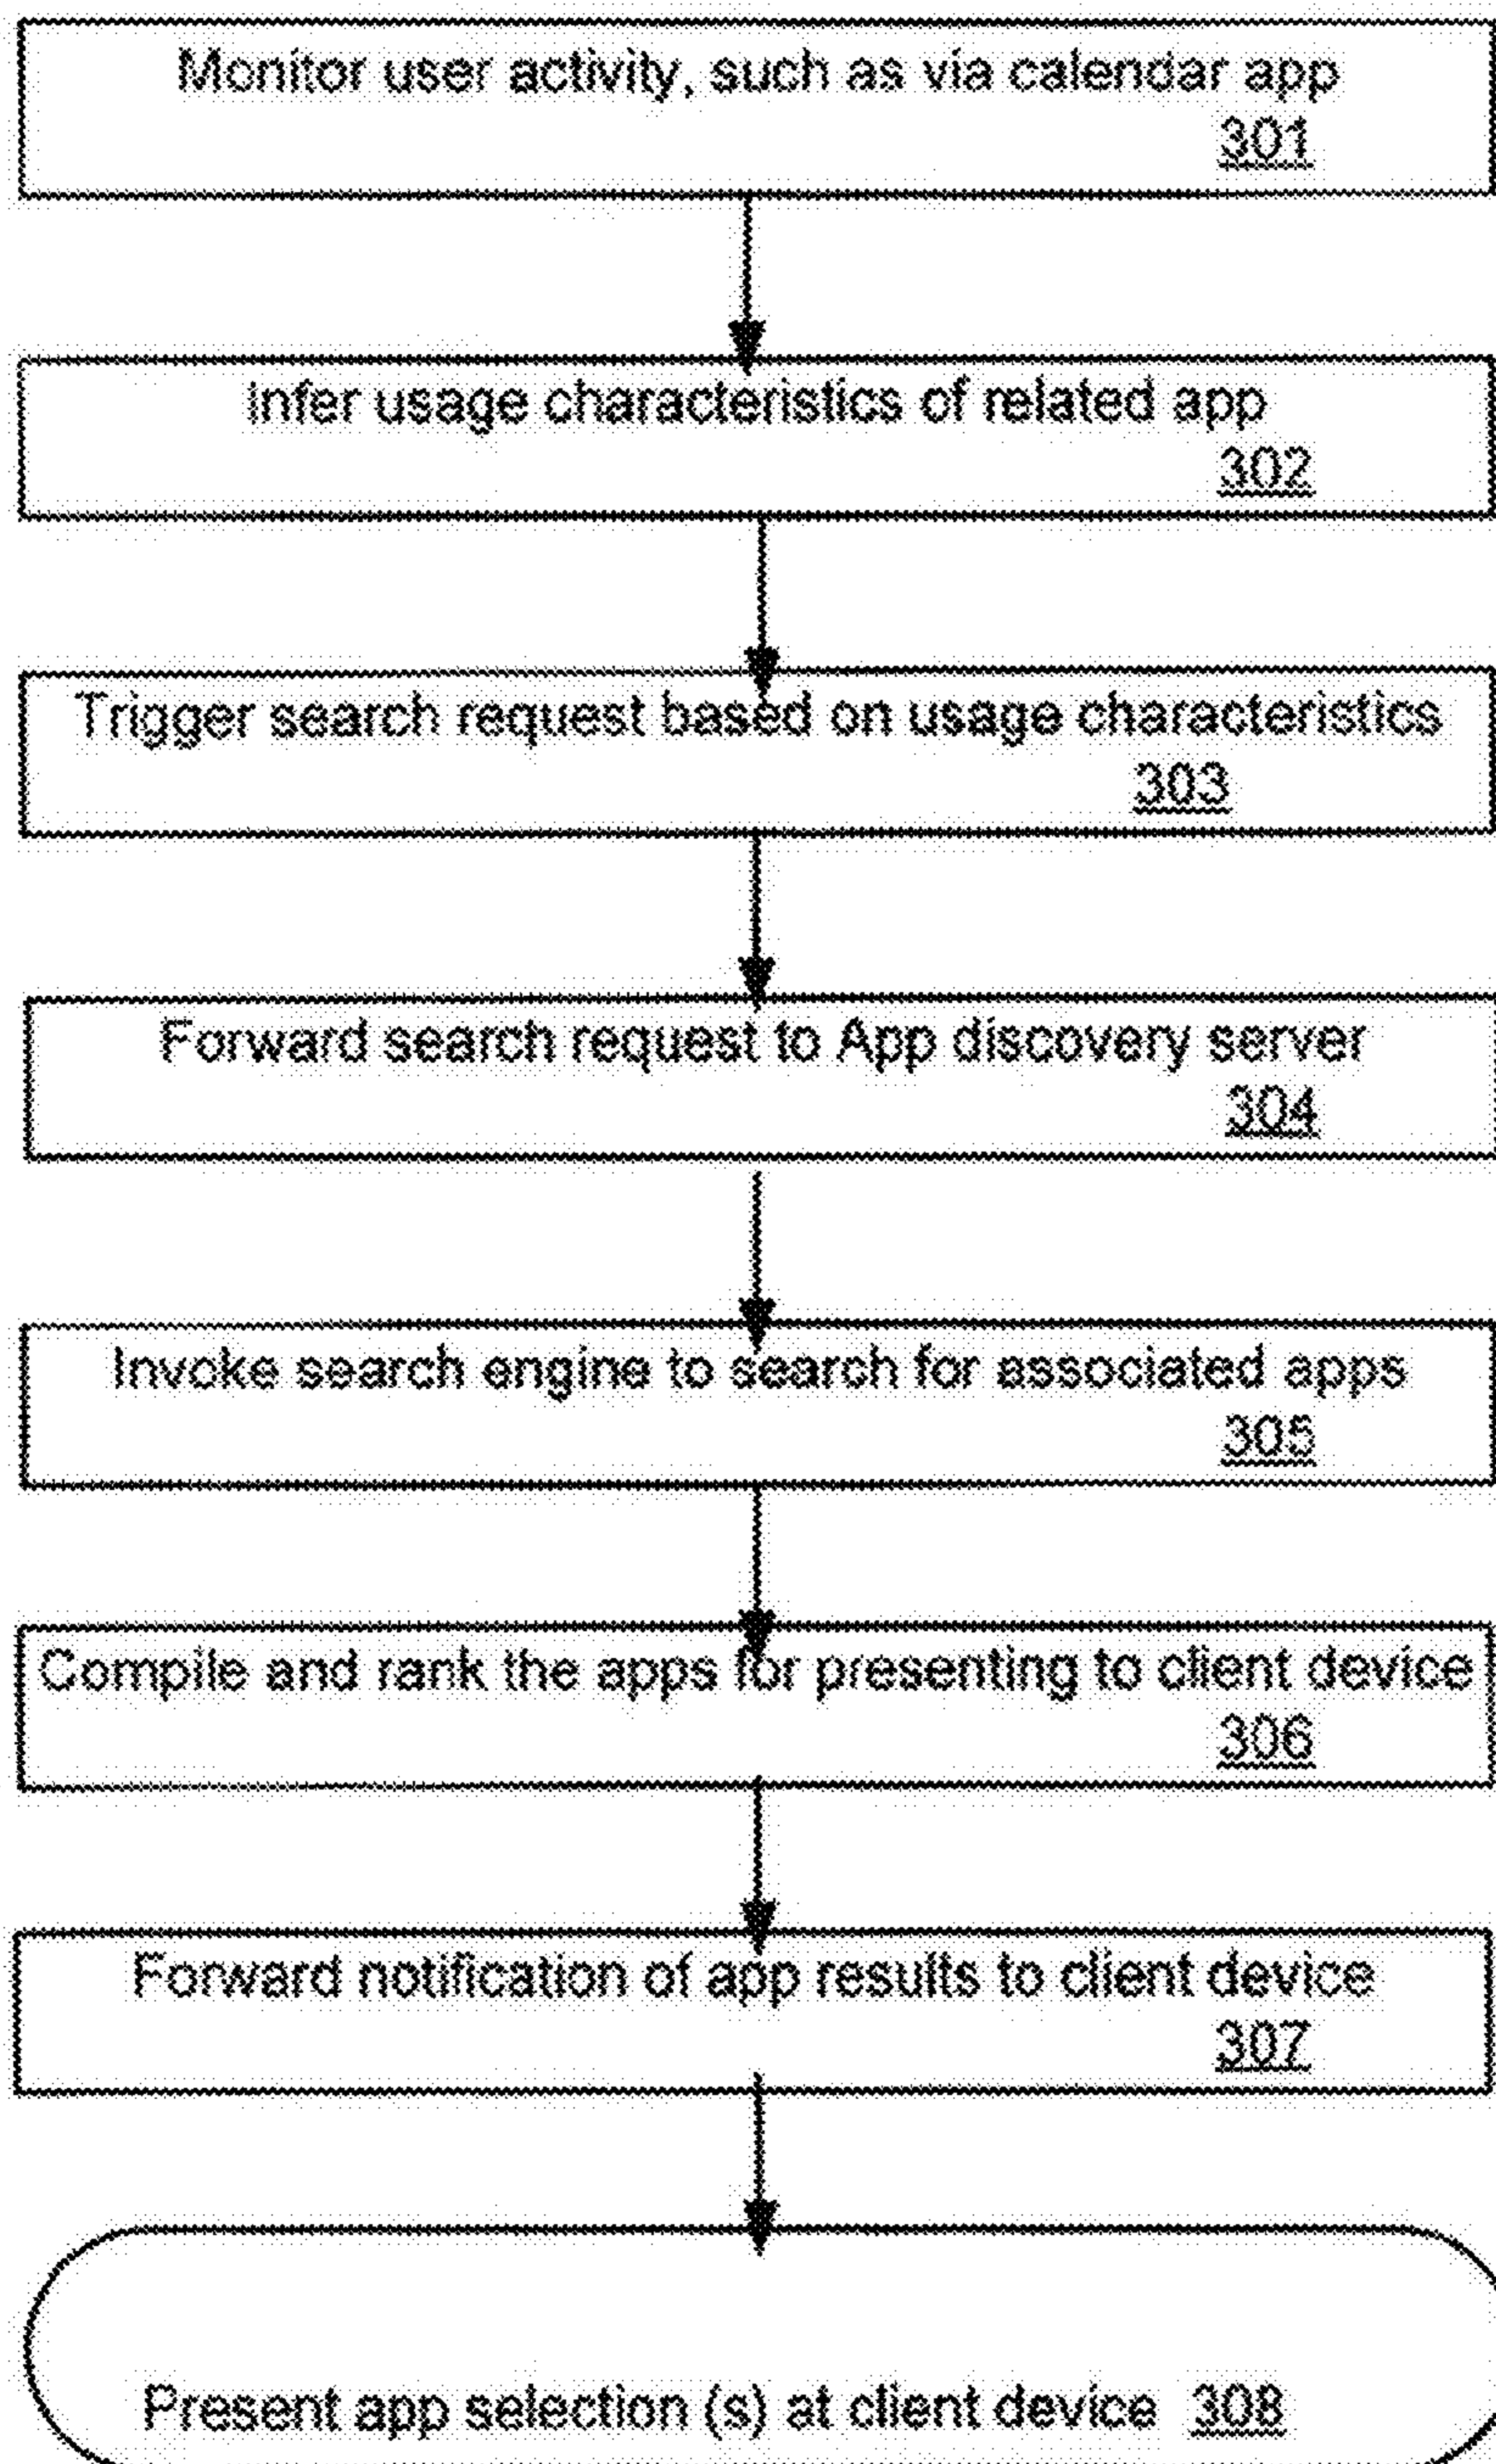 Monitor user activity, such as via calendar app
301
Infer usage characteristics of related app
302
Trigger search request based on usage characteristics
303
Forward search request to App discovery server
304
Invoke search engine to search for associated apps
305
Compile and rank the apps for presenting to client device
306
Forward notification of app results to client device
307
Present app selection (s) at client device 308